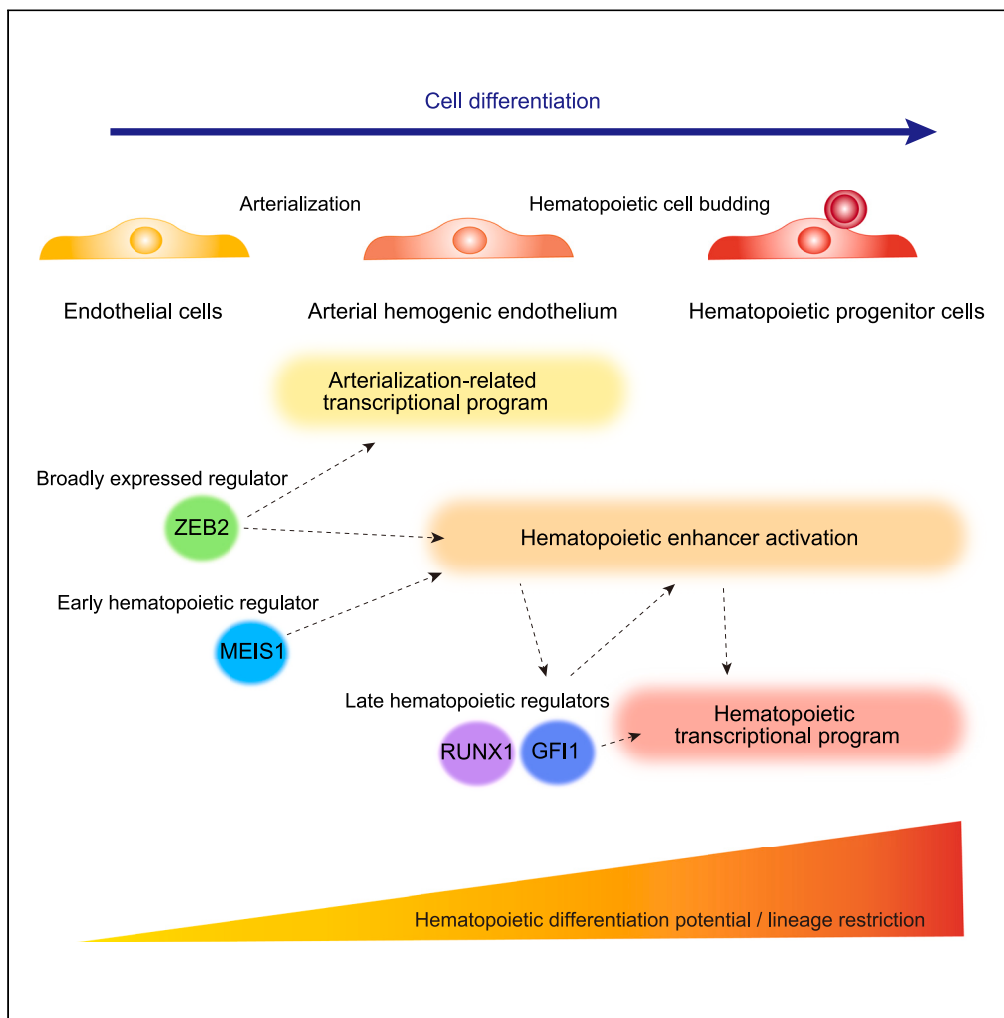 Cell differentiation
Arterialization
Hematopoietic cell budding
Endothelial cells
Arterial hemogenic endothelium
Hematopoietic progenitor cells
Arterialization-related
transcriptional program
Broadly expressed regulator
ZEB2
Hematopoietic enhancer activation
Early hematopoietic regulator
MEIS1
Late hematopoietic regulators
RUNX1
GFI1
Hematopoietic
transcriptional program
Hematopoietic differentiation potential / lineage restriction